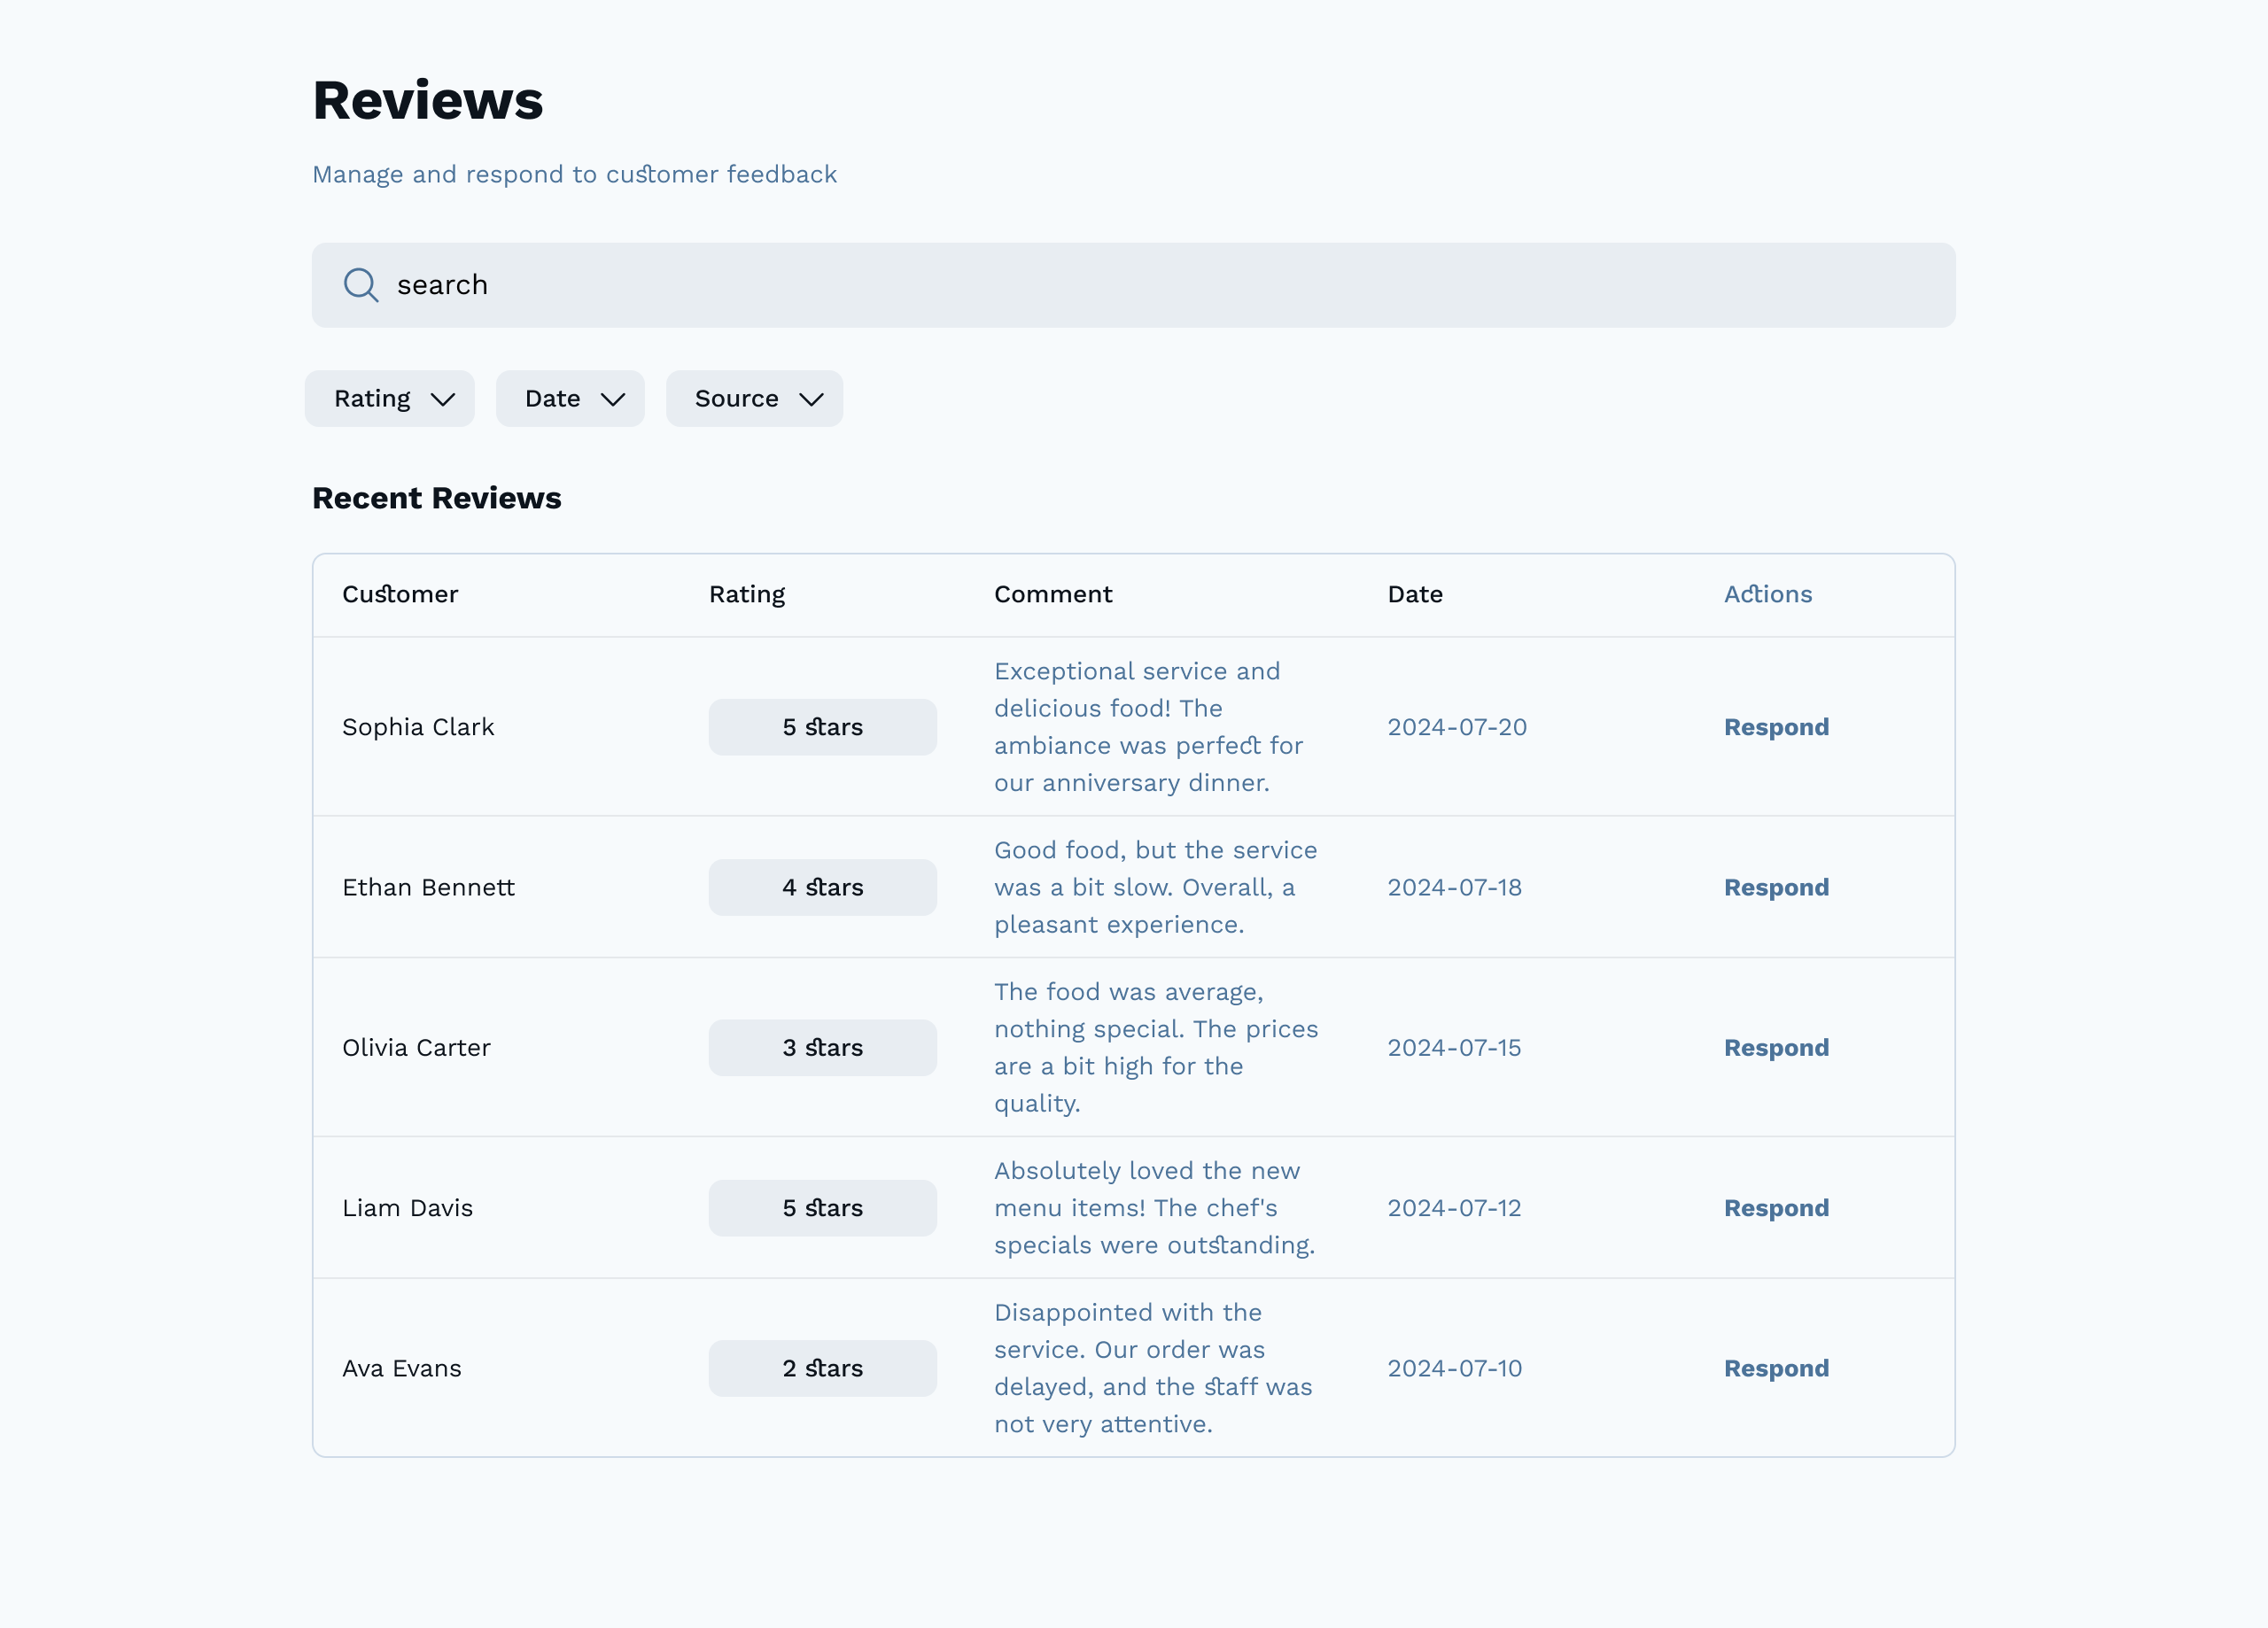 Reviews
Manage and respond to customer feedback
search
Rating Date Source
Recent Reviews
Customer Rating Comment Date Actions
Sophia Clark 5 stars Exceptional service and
delicious food! The
ambiance was perfect for
our anniversary dinner. 2024-07-20 Respond
Ethan Bennett 4 stars Good food, but the service
was a bit slow. Overall, a
pleasant experience. 2024-07-18 Respond
Olivia Carter 3 stars The food was average,
nothing special. The prices
are a bit high for the
quality. 2024-07-15 Respond
Liam Davis 5 stars Absolutely loved the new
menu items! The chef's
specials were outstanding. 2024-07-12 Respond
Ava Evans 2 stars Disappointed with the
service. Our order was
delayed, and the staff was
not very attentive. 2024-07-10 Respond